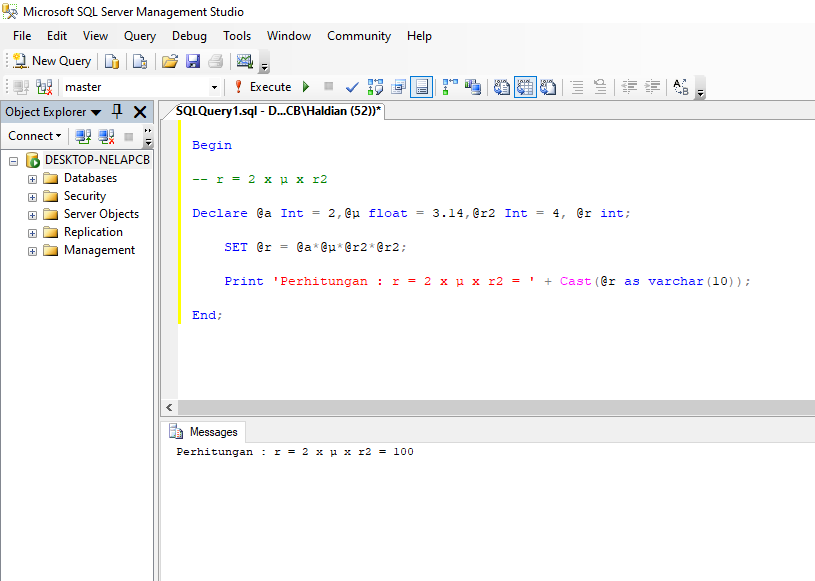 Microsoft SQL Server Management Studio
File Edit View Query Debug Tools Window Community Help
New Query
master Execute
Object Explorer
Connect
DESKTOP-NELAPCB
Databases
Security
Server Objects
Replication
Management
SQLQuery1.sql - D...CB\Haldian (52))*
Begin
-- r = 2 x µ x r2
Declare @a Int = 2,@µ float = 3.14,@r2 Int = 4, @r int;
SET @r = @a*@µ*@r2*@r2;
Print 'Perhitungan : r = 2 x µ x r2 = ' + Cast(@r as varchar(10));
End;
Messages
Perhitungan : r = 2 x µ x r2 = 100